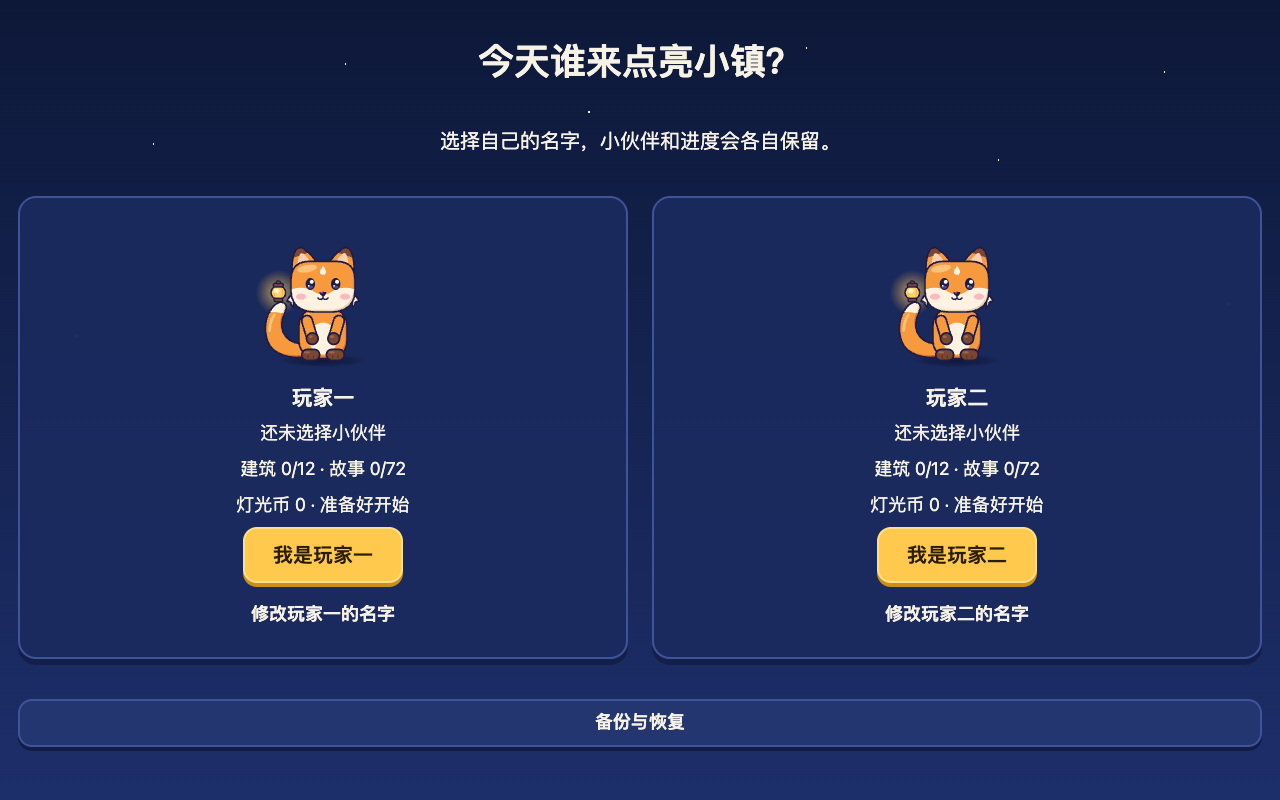 今天谁来点亮小镇？
选择自己的名字，小伙伴和进度会各自保留。
玩家一
还未选择小伙伴
建筑 0/12 · 故事 0/72
灯光币 0 · 准备好开始
我是玩家一
修改玩家一的名字
玩家二
还未选择小伙伴
建筑 0/12 · 故事 0/72
灯光币 0 · 准备好开始
我是玩家二
修改玩家二的名字
备份与恢复